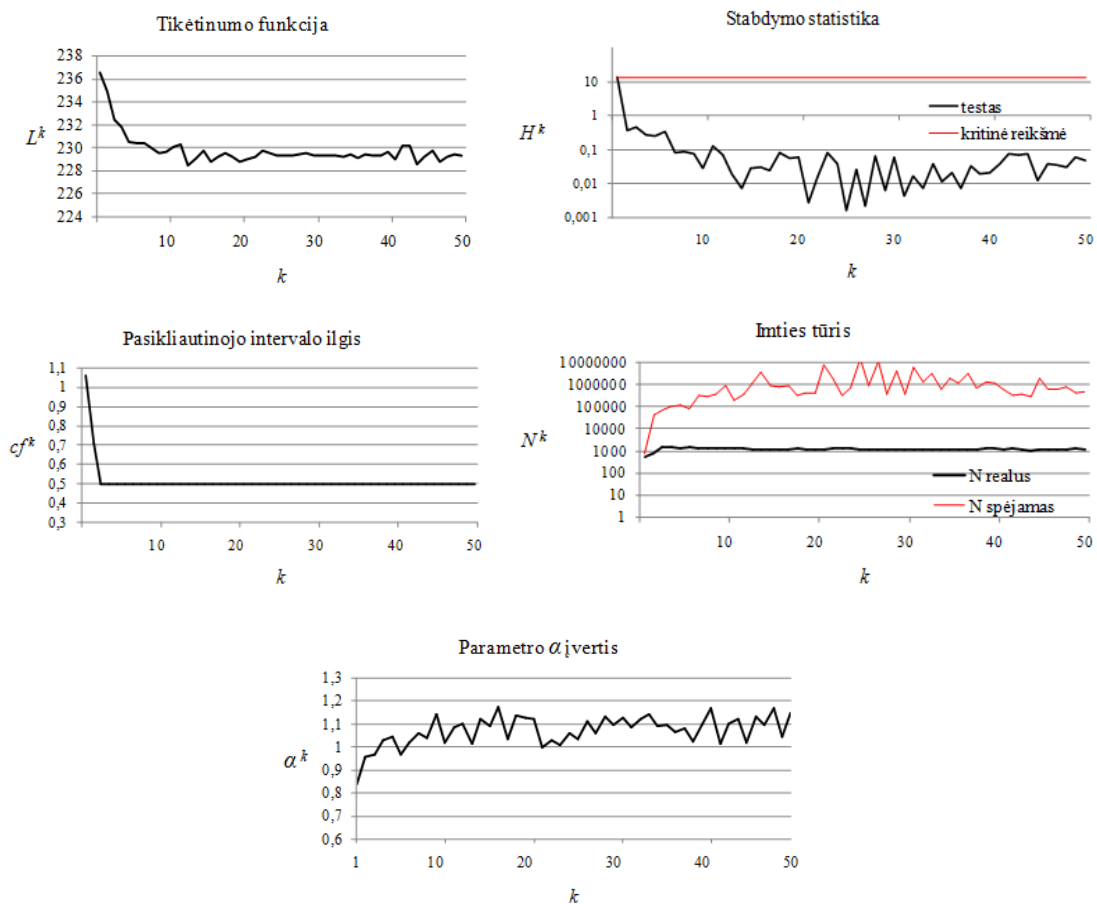 Tikėtinumo funkcija
238
236
234
232
230
229
228
226
224
L^k
10 20 30 40 50
k
Stabdymo statistika
10
1
0,1
0,01
0,001
H^k
testas
kritinė reikšmė
10 20 30 40 50
k
Pasikliautinojo intervalo ilgis
1,1
1
0,9
0,8
0,7
0,6
0,5
0,4
0,3
cf^k
10 20 30 40 50
k
Imties tūris
10000000
1000000
100000
10000
1000
100
10
1
N^k
N realus
N spėjamas
10 20 30 40 50
k
Parametro α įvertis
1,3
1,2
1,1
1
0,9
0,8
0,7
0,6
α^k
1 10 20 30 40 50
k